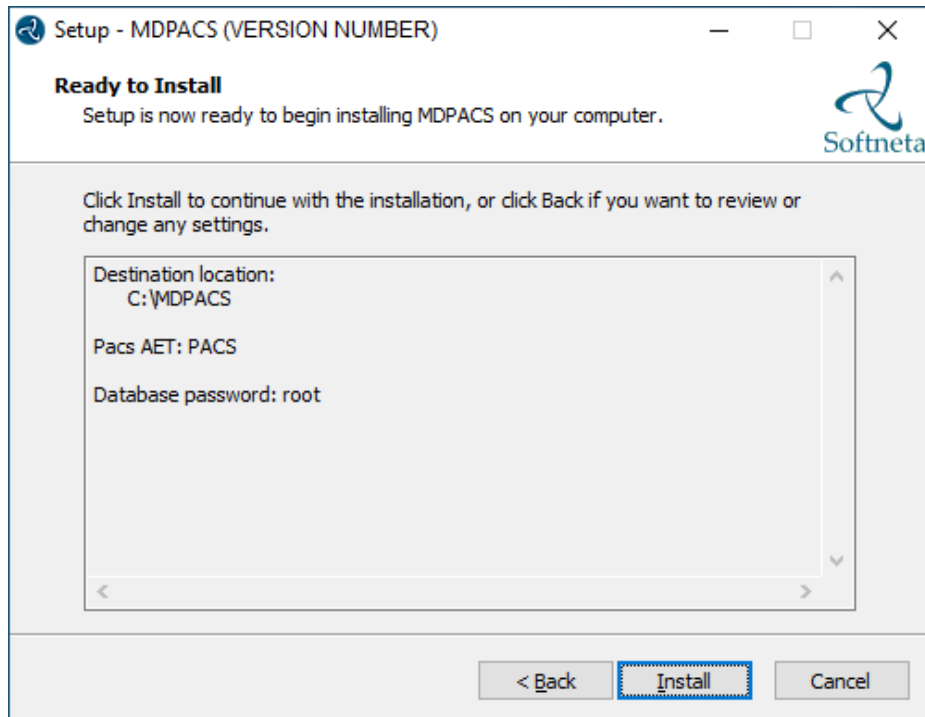 Setup - MDPACS (VERSION NUMBER)
Ready to Install
Setup is now ready to begin installing MDPACS on your computer.
Softneta
Click Install to continue with the installation, or click Back if you want to review or
change any settings.
Destination location:
C:\MDPACS
Pacs AET: PACS
Database password: root
< Back
Install
Cancel